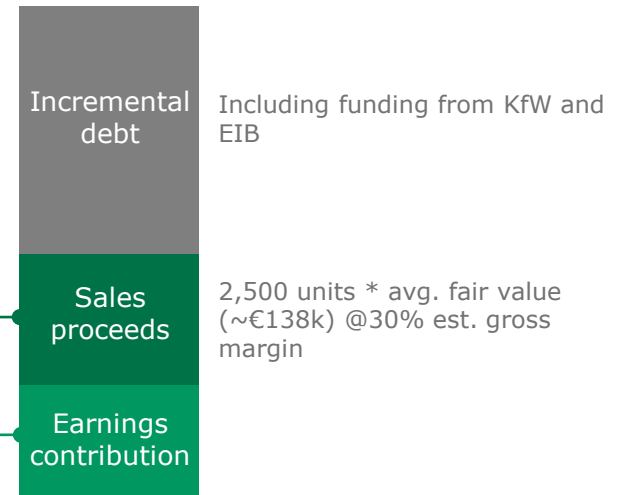 Incremental
debt
Including funding from KfW and
EIB
Sales
proceeds
2,500 units * avg. fair value
(~€138k) @30% est. gross
margin
Earnings
contribution